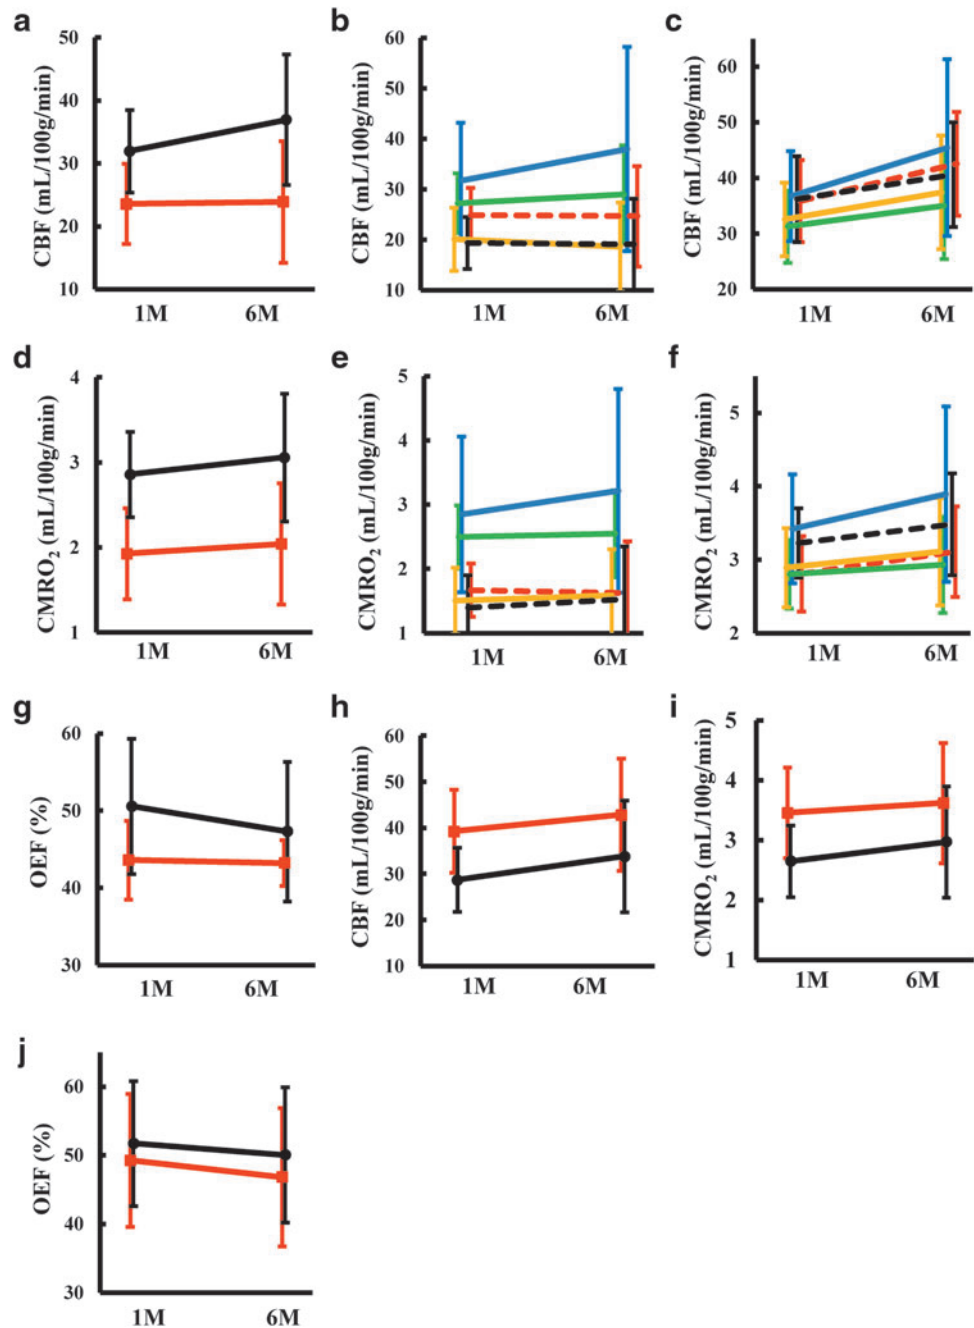 a
CBF (mL/100g/min)
50
40
30
20
10
1M 6M
b
CBF (mL/100g/min)
60
50
40
30
20
10
1M 6M
c
CBF (mL/100g/min)
60
50
40
30
20
1M 6M
d
CMRO₂ (mL/100g/min)
4
3
2
1
1M 6M
e
CMRO₂ (mL/100g/min)
5
4
3
2
1
1M 6M
f
CMRO₂ (mL/100g/min)
5
4
3
2
1M 6M
g
OEF (%)
60
50
40
30
1M 6M
h
CBF (mL/100g/min)
60
50
40
30
20
10
1M 6M
i
CMRO₂ (mL/100g/min)
5
4
3
2
1
1M 6M
j
OEF (%)
60
50
40
30
1M 6M